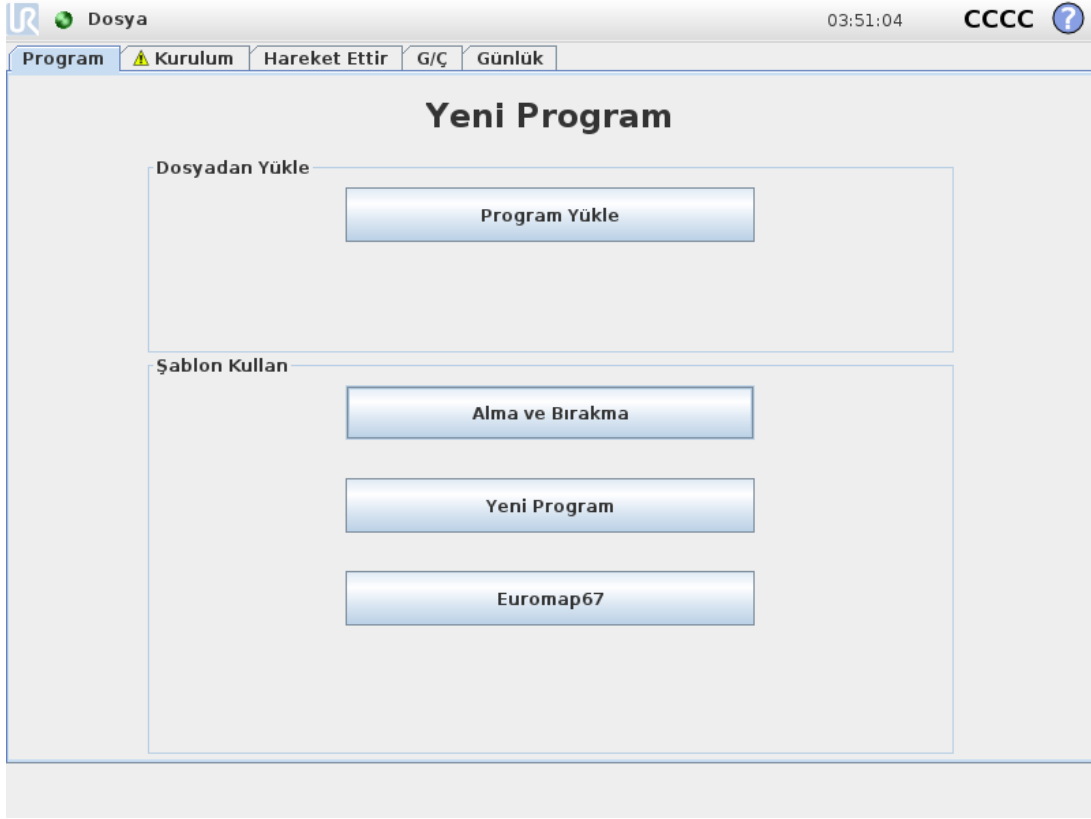 UR Dosya 03:51:04 CCCC ?
Program Kurulum Hareket Ettir G/Ç Günlük
Yeni Program
Dosyadan Yükle
Program Yükle
Şablon Kullan
Alma ve Bırakma
Yeni Program
Euromap67